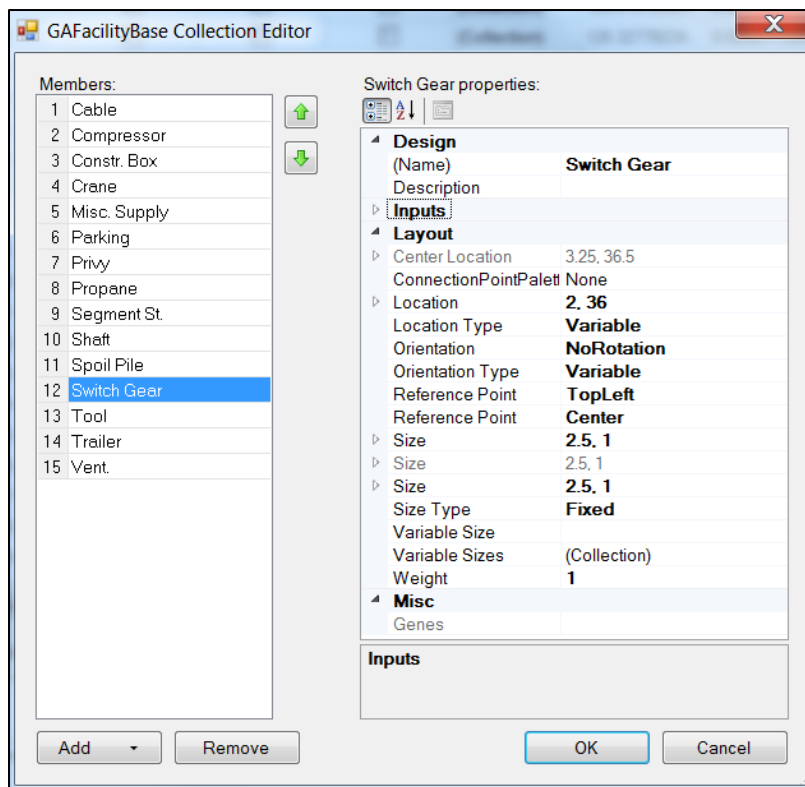 GAFacilityBase Collection Editor
Members:
1 Cable
2 Compressor
3 Constr. Box
4 Crane
5 Misc. Supply
6 Parking
7 Privy
8 Propane
9 Segment St.
10 Shaft
11 Spoil Pile
12 Switch Gear
13 Tool
14 Trailer
15 Vent.
Add
Remove
Switch Gear properties:
Design
(Name) Switch Gear
Description
Inputs
Layout
Center Location 3.25, 36.5
ConnectionPointPalett None
Location 2, 36
Location Type Variable
Orientation NoRotation
Orientation Type Variable
Reference Point TopLeft
Reference Point Center
Size 2.5, 1
Size 2.5, 1
Size 2.5, 1
Size Type Fixed
Variable Size
Variable Sizes (Collection)
Weight 1
Misc
Genes
Inputs
OK
Cancel